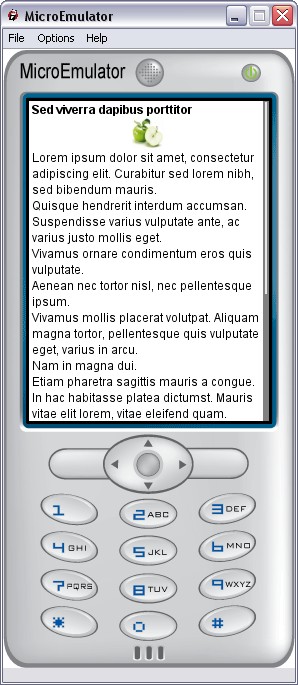 MicroEmulator
File Options Help
MicroEmulator
Sed viverra dapibus porttitor
Lorem ipsum dolor sit amet, consectetur
adipiscing elit. Curabitur sed lorem nibh,
sed bibendum mauris.
Quisque hendrerit interdum accumsan.
Suspendisse varius vulputate ante, ac
varius justo mollis eget.
Vivamus ornare condimentum eros quis
vulputate.
Aenean nec tortor nisl, nec pellentesque
ipsum.
Vivamus mollis placerat volutpat. Aliquam
magna tortor, pellentesque quis vulputate
eget, varius in arcu.
Nam in magna dui.
Etiam pharetra sagittis mauris a congue.
In hac habitasse platea dictumst. Mauris
vitae elit lorem, vitae eleifend quam.
1 2 ABC 3 DEF
4 GHI 5 JKL 6 MNO
7 PQRS 8 TUV 9 WXYZ
* 0 #